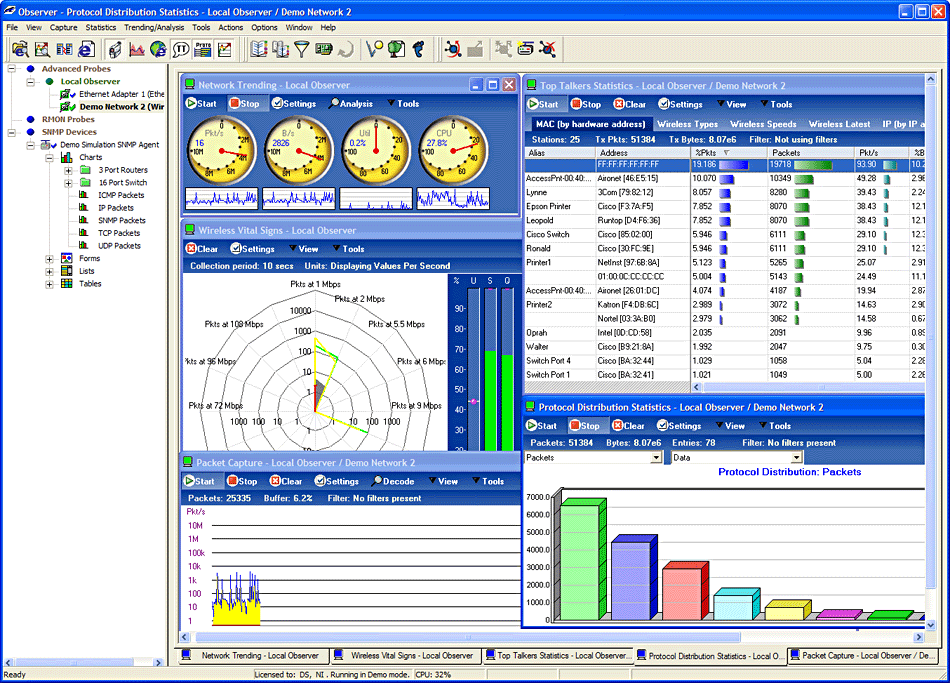 Observer - Protocol Distribution Statistics - Local Observer / Demo Network 2
File View Capture Statistics Trending/Analysis Tools Actions Options Window Help
Advanced Probes
Local Observer
Ethernet Adapter 1 (Ethe
Demo Network 2 (Wir
RMON Probes
SNMP Devices
Demo Simulation SNMP Agent
Charts
3 Port Routers
16 Port Switch
ICMP Packets
IP Packets
SNMP Packets
TCP Packets
UDP Packets
Forms
Lists
Tables
Network Trending - Local Observer
Start Stop Settings Analysis Tools
Pkt/s
16
B/s
2826
Util
0.2%
CPU
27.8%
Wireless Vital Signs - Local Observer
Clear Settings View Tools
Collection period: 10 secs Units: Displaying Values Per Second
Pkts at 1 Mbps
Pkts at 2 Mbps
Pkts at 5.5 Mbps
Pkts at 6 Mbps
Pkts at 9 Mbps
Pkts at 108 Mbps
Pkts at 96 Mbps
Pkts at 72 Mbps
10000
1000
100
10
1
1000 100 10
10 100 1000
% U S Q
90-
80-
70-
60-
50-
40-
30-
Packet Capture - Local Observer / Demo Network 2
Start Stop Clear Settings Decode View Tools
Packets: 25335 Buffer: 6.2% Filter: No filters present
Pkt/s
10M
1M
100k
10k
1k
100
10
1
Top Talkers Statistics - Local Observer / Demo Network 2
Start Stop Clear Settings View Tools
MAC (by hardware address) Wireless Types Wireless Speeds Wireless Latest IP (by IP a
Stations: 25 Tx Pkts: 51384 Tx Bytes: 8.07e6 Filter: Not using filters
Alias Address %Pkts Packets Pkt/s %B
FF:FF:FF:FF:FF:FF 19.186 19718 93.90 10.2
AccessPnt-00:40:... Aironet [46:E5:15] 10.070 10349 49.28 2.96
Lynne 3Com [79:82:12] 8.057 8280 39.43 2.24
Epson Printer Cisco [F3:7A:F5] 7.852 8070 38.43 12.1
Leopold Runtop [D4:F6:36] 7.852 8070 38.43 12.1
Cisco Switch Cisco [85:02:00] 5.946 6111 29.10 12.3
Ronald Cisco [30:FC:9E] 5.946 6111 29.10 12.3
Printer1 NetInst [97:6B:8A] 5.123 5265 25.07 2.91
01:00:0C:CC:CC:CC 5.004 5143 24.49 11.1
AccessPnt-00:40:... Aironet [26:01:DC] 4.074 4187 19.94 2.87
Printer2 Katron [F4:DB:6C] 2.989 3072 14.63 2.90
Nortel [03:3A:B0] 2.979 3062 14.58 0.67
Oprah Intel [0D:CD:58] 2.035 2091 9.96 0.89
Walter Cisco [B9:21:8A] 1.992 2047 9.75 0.30
Switch Port 4 Cisco [BA:32:44] 1.029 1058 5.04 2.28
Switch Port 1 Cisco [BA:32:41] 1.021 1049 5.00 2.28
Protocol Distribution Statistics - Local Observer / Demo Network 2
Start Stop Clear Settings View Tools
Packets: 51384 Bytes: 8.07e6 Entries: 78 Filter: No filters present
Packets Data
Protocol Distribution: Packets
7000.0
6000.0
5000.0
4000.0
3000.0
2000.0
1000.0
0
Network Trending - Local Observer Wireless Vital Signs - Local Observer Top Talkers Statistics - Local Observer... Protocol Distribution Statistics - Local O... Packet Capture - Local Observer / De...
Ready Licensed to: DS, NI . Running in Demo mode. CPU: 32%